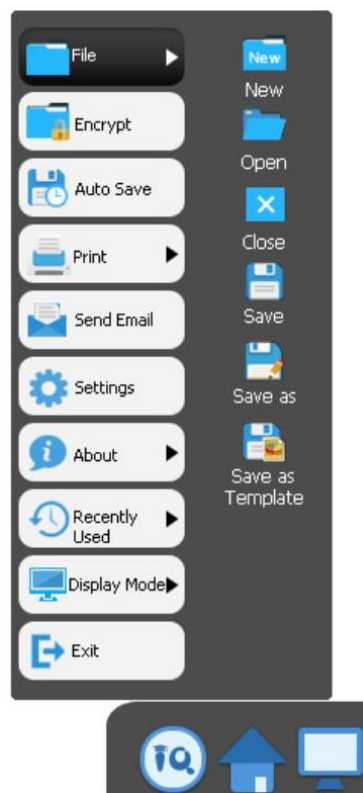 File
Encrypt
Auto Save
Print
Send Email
Settings
About
Recently
Used
Display Mode
Exit
New
New
Open
Close
Save
Save as
Save as
Template